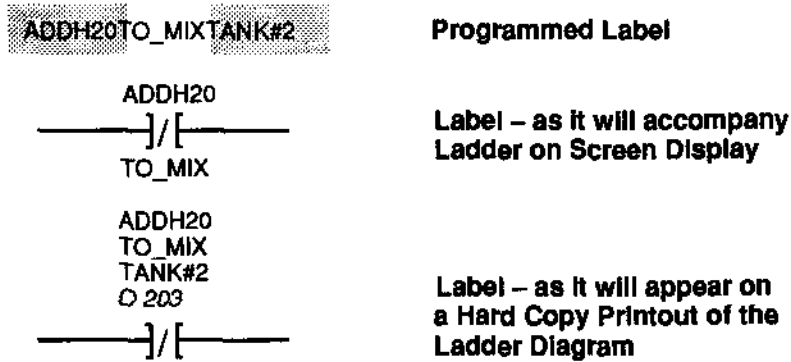 ADDH20TO_MIXTANK#2
Programmed Label
ADDH20
]/[
TO_MIX
Label – as it will accompany
Ladder on Screen Display
ADDH20
TO_MIX
TANK#2
O 203
]/[
Label – as it will appear on
a Hard Copy Printout of the
Ladder Diagram